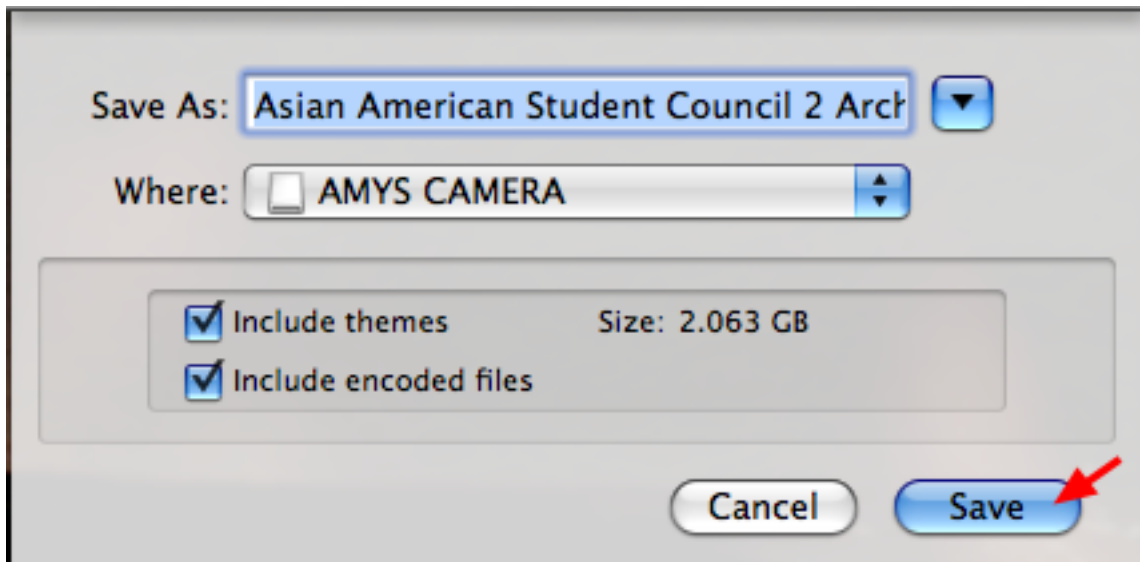 Save As: Asian American Student Council 2 Arch
Where: AMYS CAMERA
Include themes Size: 2.063 GB
Include encoded files
Cancel Save